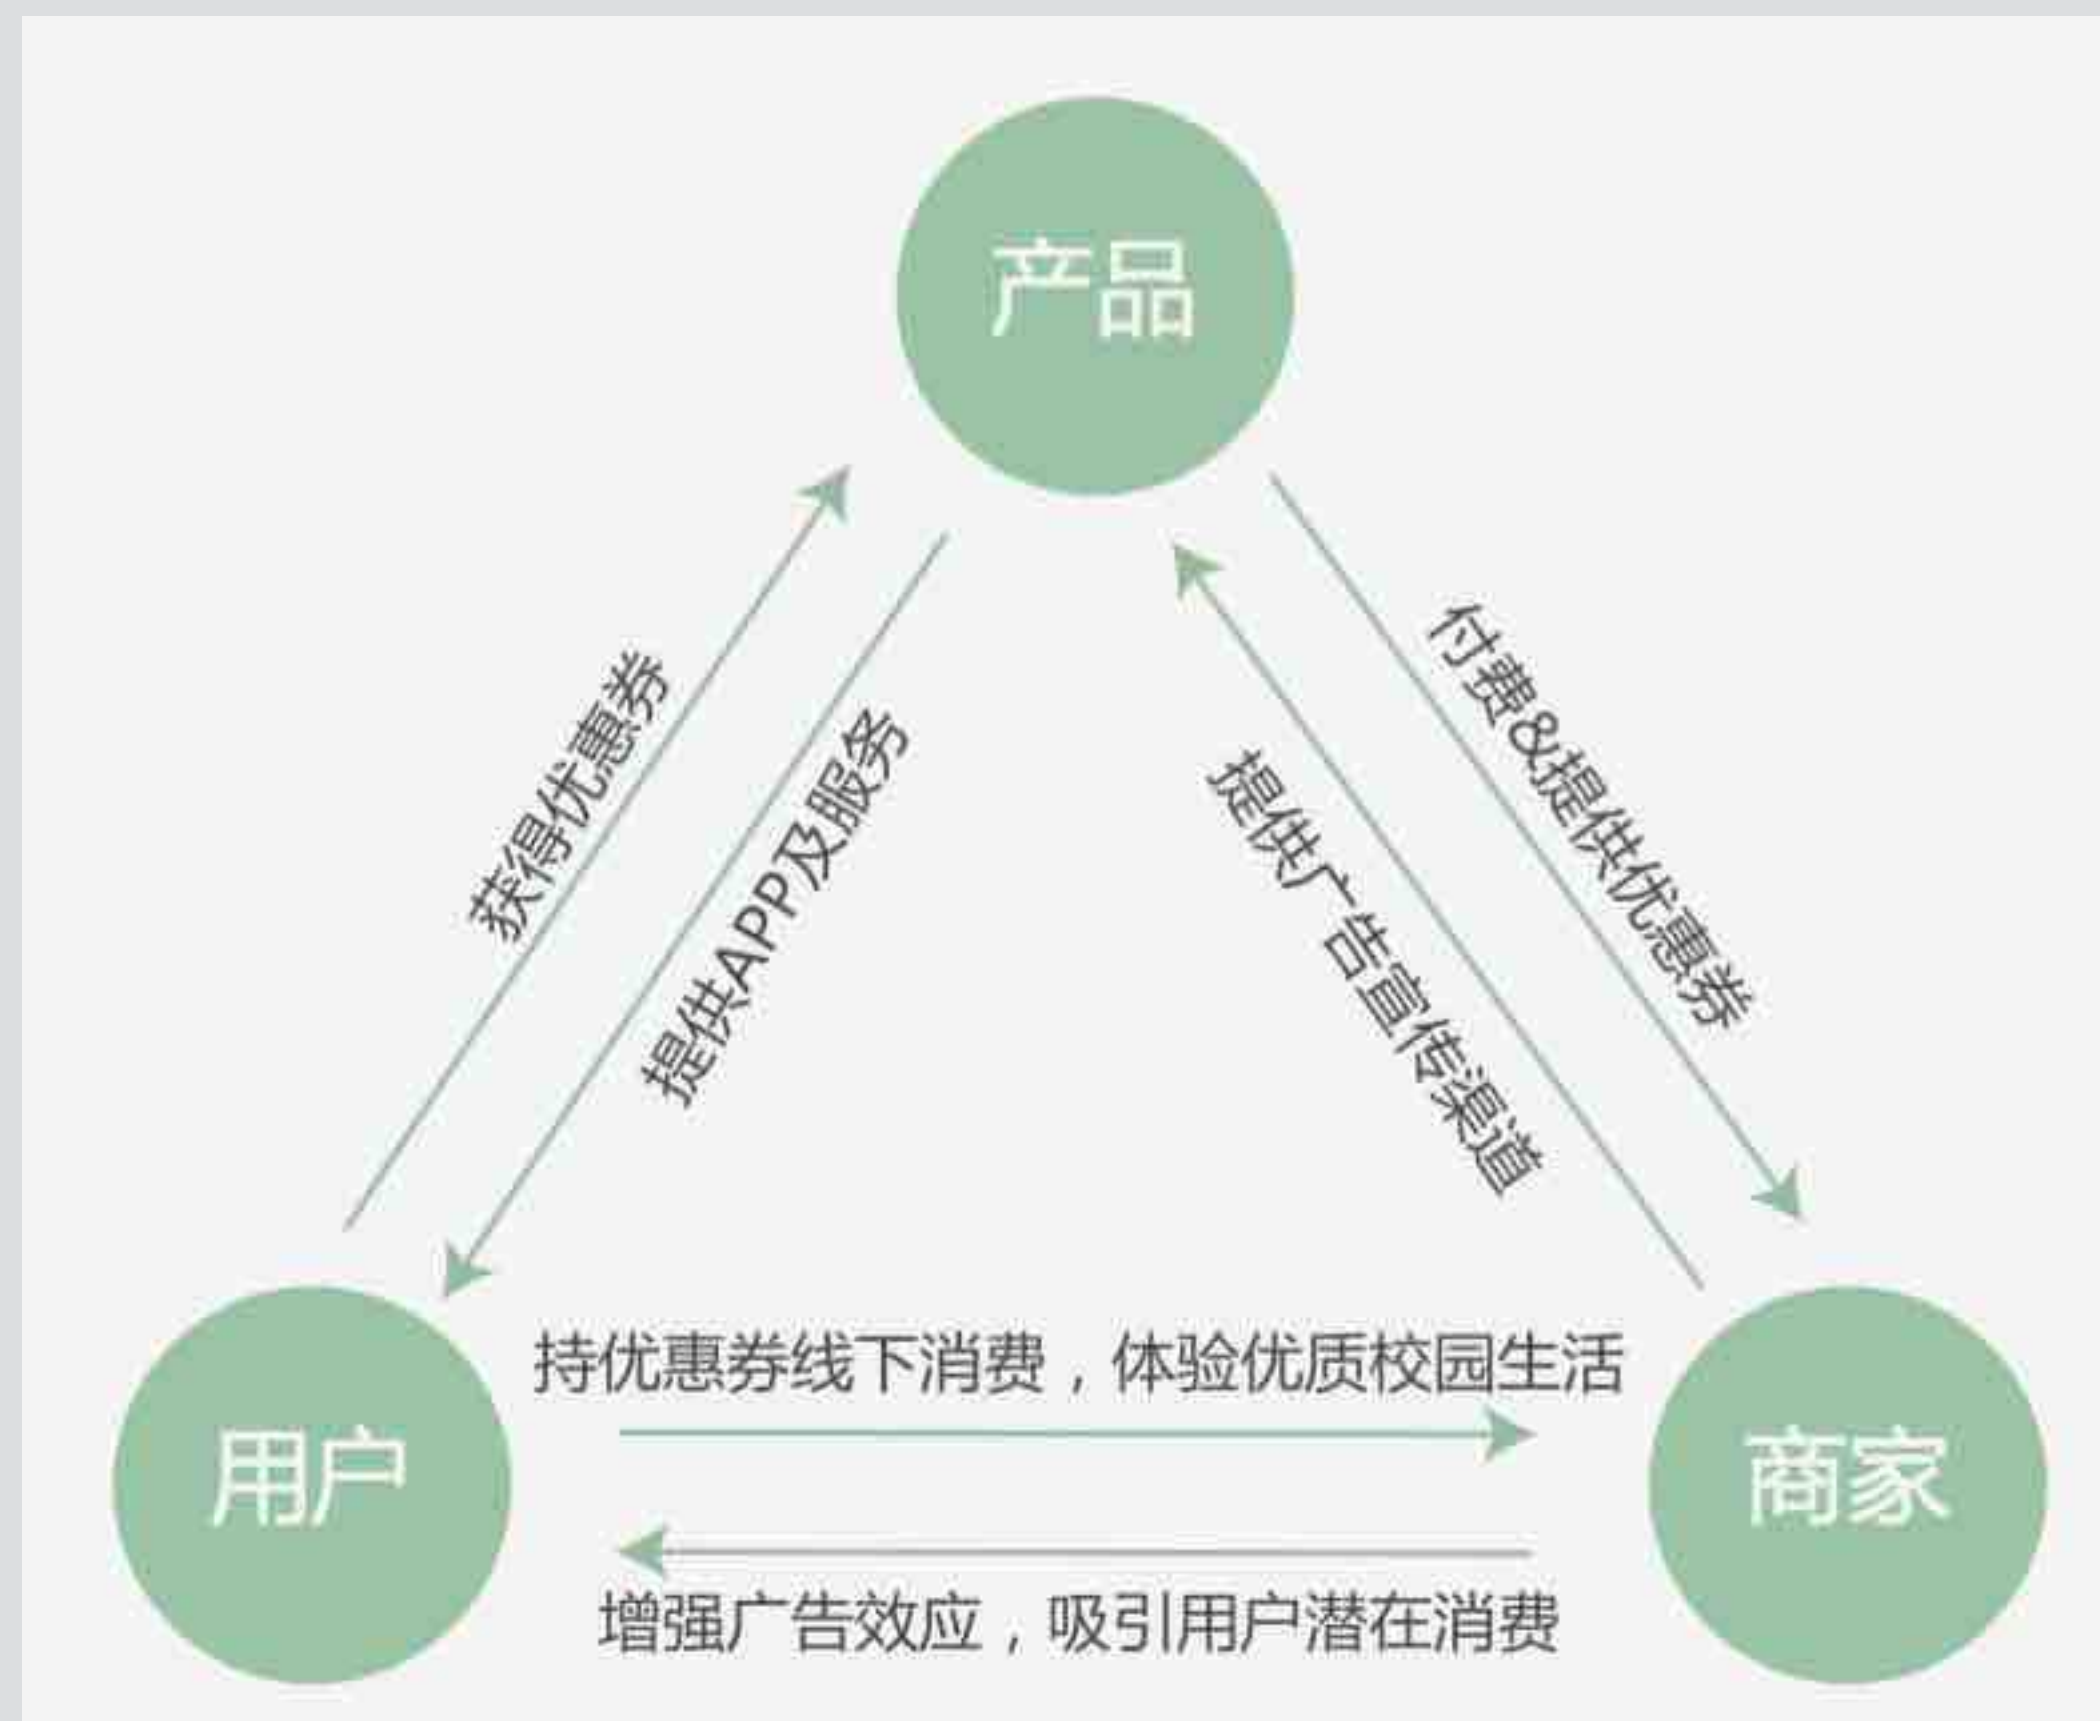 产品
获得优惠券
提供APP及服务
付费&提供优惠券
提供广告宣传渠道
用户
持优惠券线下消费，体验优质校园生活
商家
增强广告效应，吸引用户潜在消费